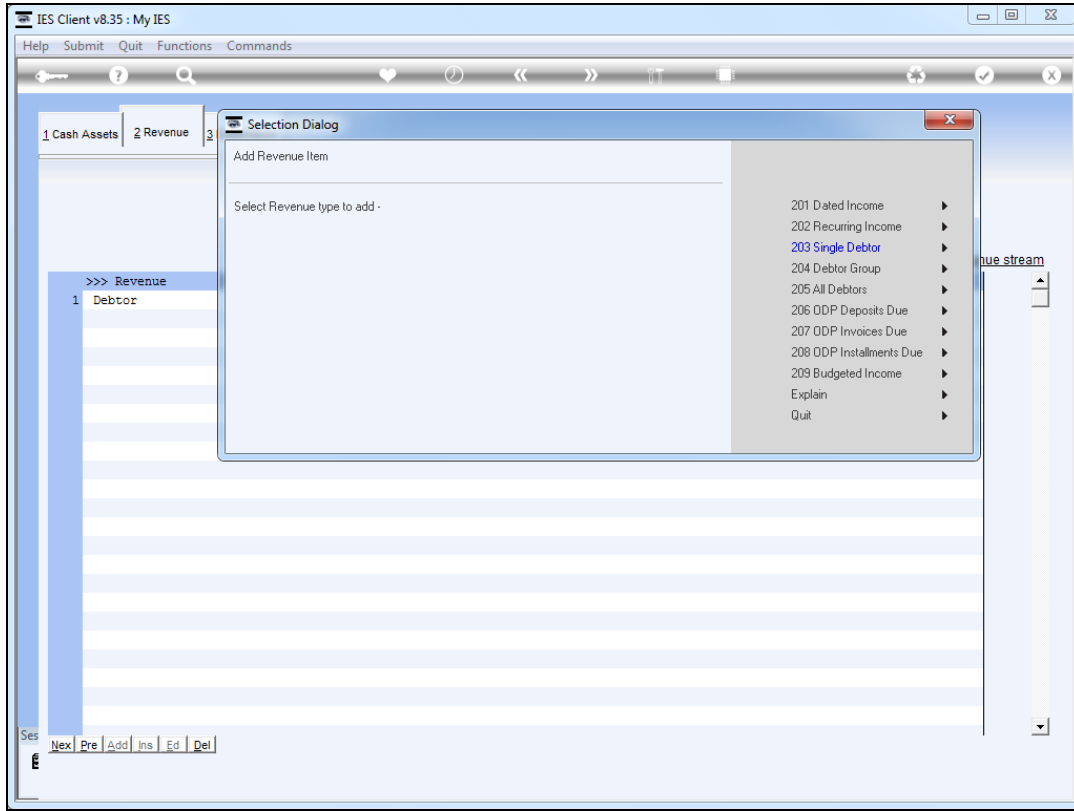 IES Client v8.35 : My IES
Help Submit Quit Functions Commands
1 Cash Assets
2 Revenue
3
Selection Dialog
Add Revenue Item
Select Revenue type to add -
201 Dated Income
202 Recurring Income
203 Single Debtor
204 Debtor Group
205 All Debtors
206 ODP Deposits Due
207 ODP Invoices Due
208 ODP Installments Due
209 Budgeted Income
Explain
Quit
nue stream
>>> Revenue
1 Debtor
Ses
Nex Pre Add Ins Ed Del